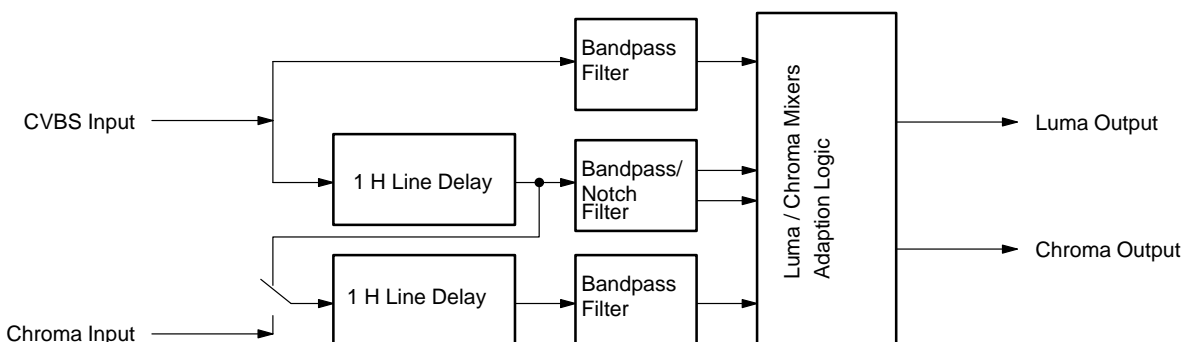 Bandpass
Filter
CVBS Input
Luma Output
1 H Line Delay
Bandpass/
Notch
Filter
Luma / Chroma Mixers
Adaption Logic
Chroma Output
1 H Line Delay
Bandpass
Filter
Chroma Input